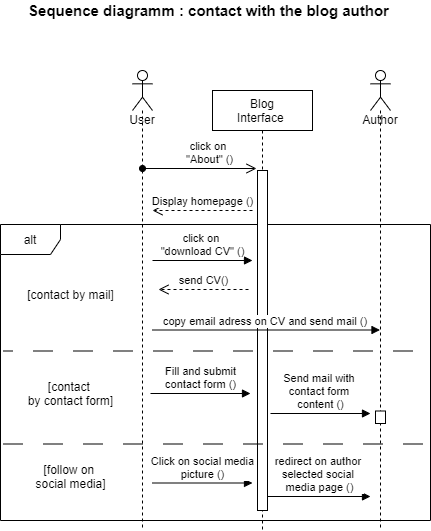 Sequence diagramm : contact with the blog author
User
Blog
Interface
Author
click on
"About" ()
Display homepage ()
alt
click on
"download CV" ()
[contact by mail]
send CV()
copy email adress on CV and send mail ()
[contact
by contact form]
Fill and submit
contact form ()
Send mail with
contact form
content ()
[follow on
social media]
Click on social media
picture ()
redirect on author
selected social
media page ()